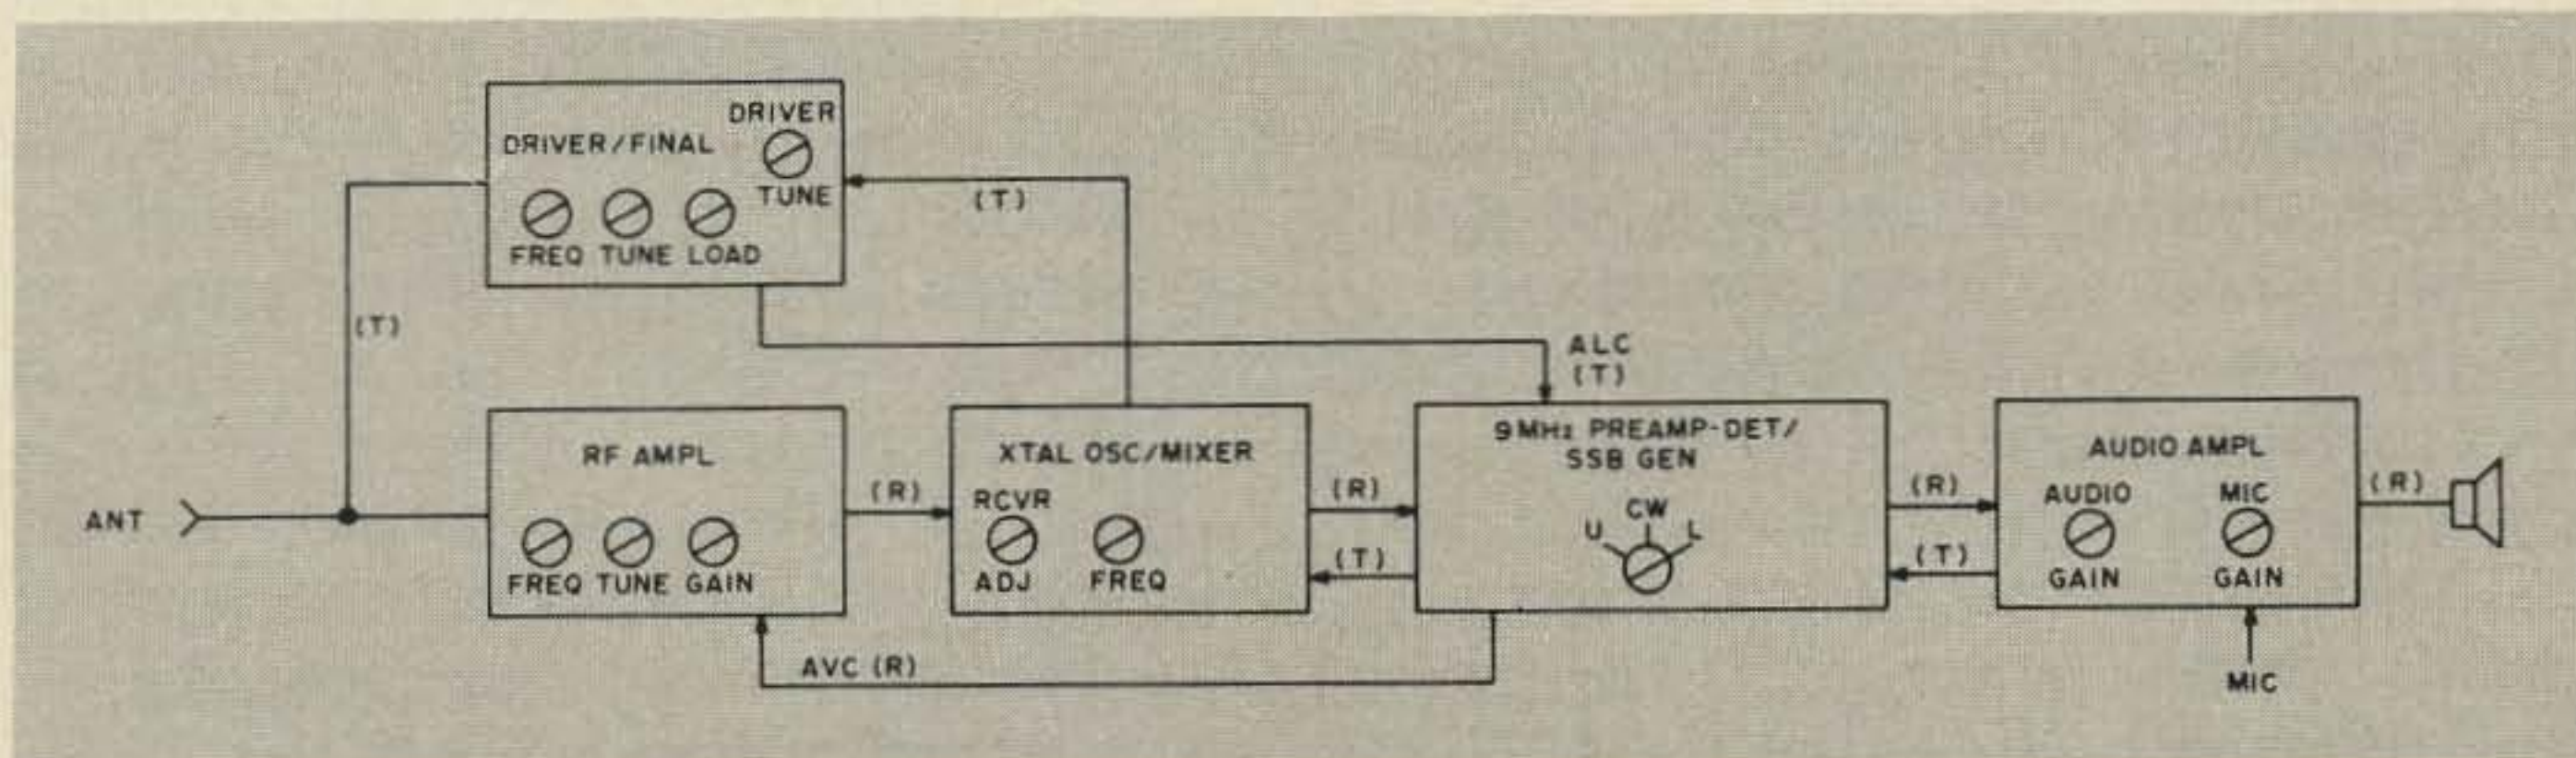 DRIVER
DRIVER/FINAL
TUNE
FREQ TUNE LOAD
(T)
(T)
ALC
(T)
ANT
RF AMPL
FREQ TUNE GAIN
(R)
XTAL OSC/MIXER
RCVR
ADJ
FREQ
(R)
(T)
9MHz PREAMP-DET/
SSB GEN
U CW L
(R)
(T)
AUDIO AMPL
AUDIO
GAIN
MIC
GAIN
(R)
AVC (R)
MIC